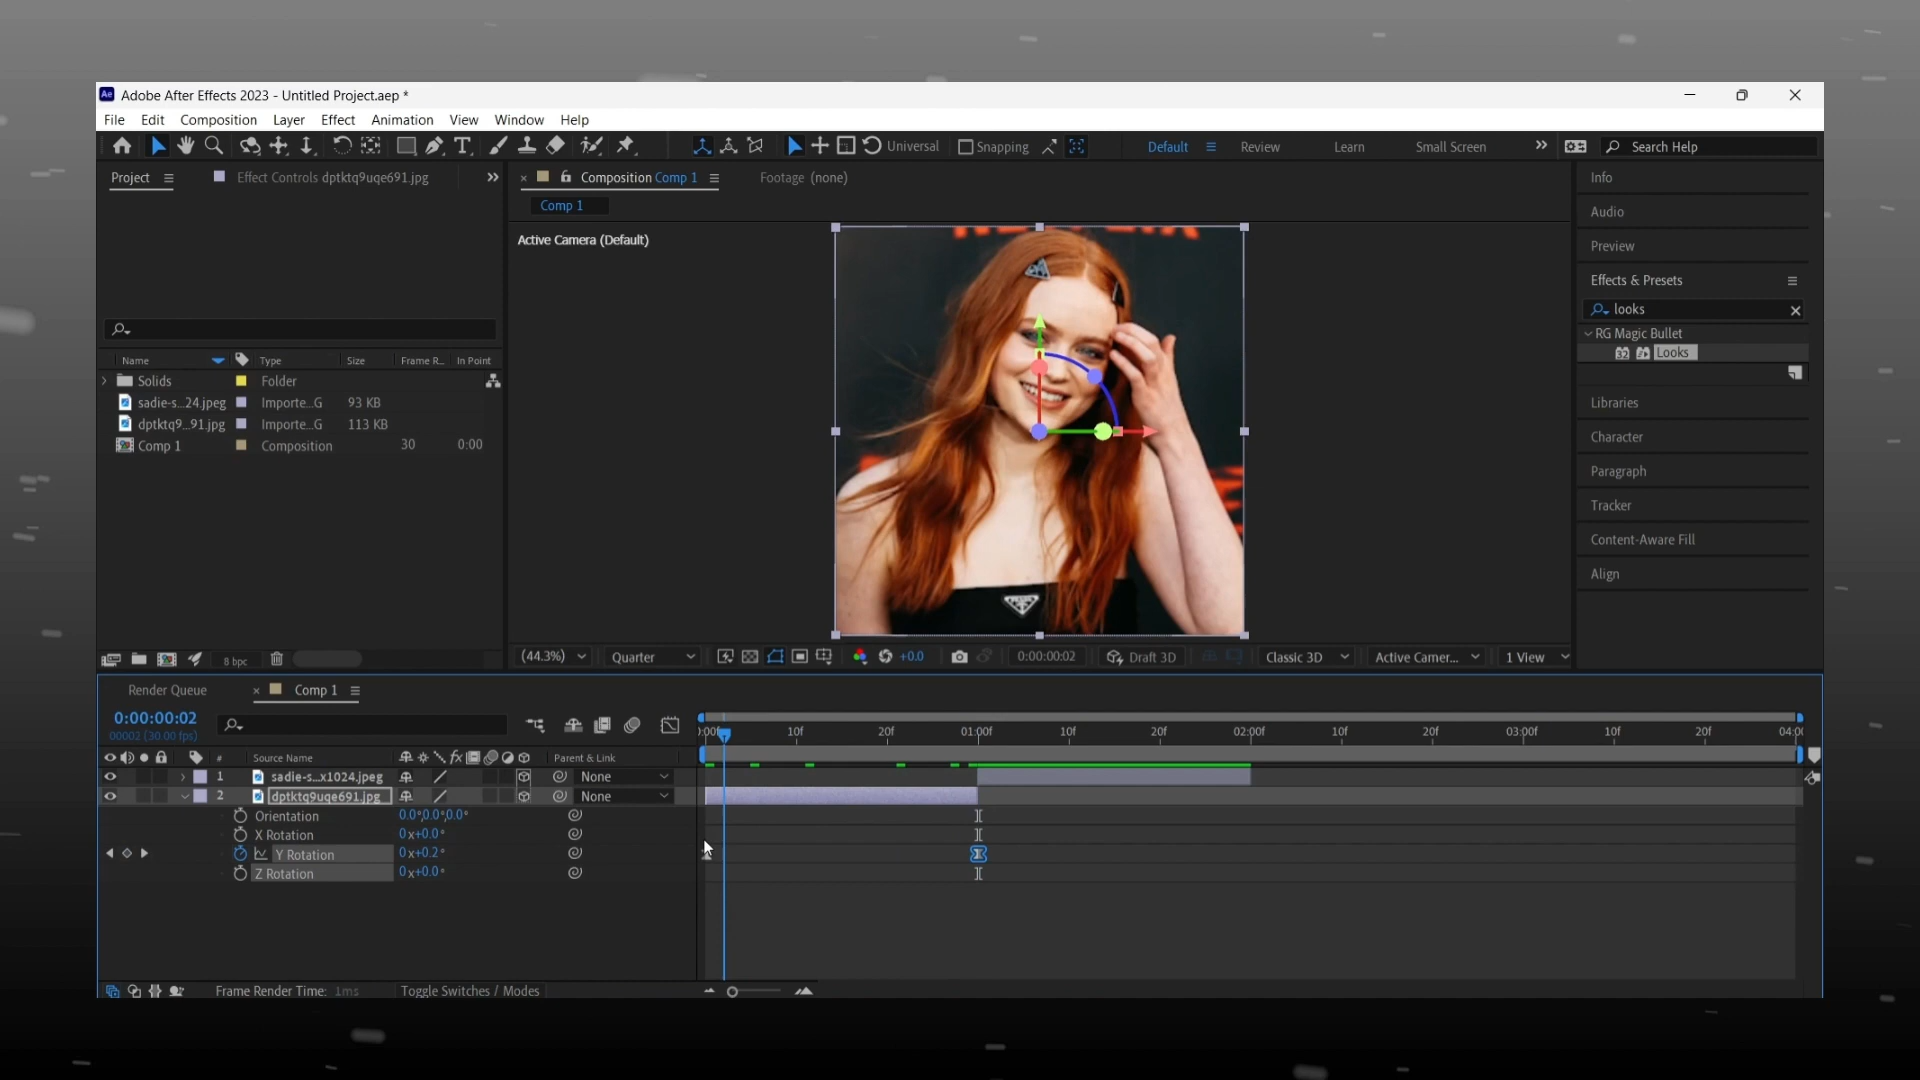 Adobe After Effects 2023 - Untitled Project.aep *
File Edit Composition Layer Effect Animation View Window Help
Universal Snapping Default Review Learn Small Screen Search Help
Project Effect Controls dptktq9uqe691.jpg
Composition Comp 1 Footage (none)
Comp 1
Active Camera (Default)
Info
Audio
Preview
Effects & Presets
looks
RG Magic Bullet
32 Looks
Libraries
Character
Paragraph
Tracker
Content-Aware Fill
Align
Name Type Size Frame R... In Point
Solids Folder
sadie-s...24.jpeg Importe...G 93 KB
dptktq9...91.jpg Importe...G 113 KB
Comp 1 Composition 30 0:00
8 bpc
(44.3%) Quarter +0.0 0:00:00:02 Draft 3D Classic 3D Active Camer... 1 View
Render Queue Comp 1
0:00:00:02
00002 (30.00 fps)
):00f 10f 20f 01:00f 10f 20f 02:00f 10f 20f 03:00f 10f 20f 04:0(
# Source Name fx Parent & Link
1 sadie-s...x1024.jpeg None
2 dptktq9uqe691.jpg None
Orientation 0.0°,0.0°,0.0°
X Rotation 0x+0.0°
Y Rotation 0x+0.2°
Z Rotation 0x+0.0°
Frame Render Time: 1ms Toggle Switches / Modes